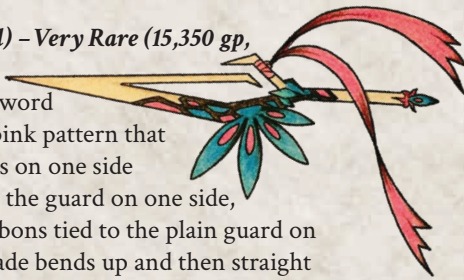 l) – Very Rare (15,350 gp,
word
pink pattern that
s on one side
the guard on one side,
bons tied to the plain guard on
ade bends up and then straight